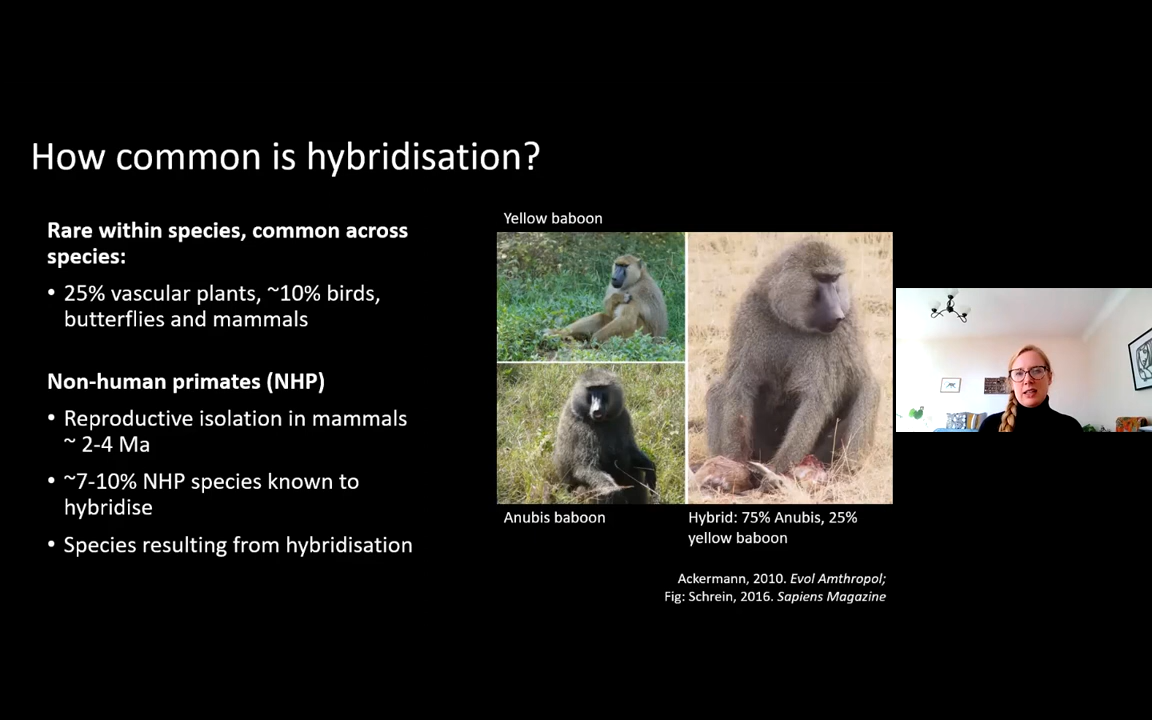 How common is hybridisation?
Rare within species, common across
species:
• 25% vascular plants, ~10% birds,
butterflies and mammals
Non-human primates (NHP)
• Reproductive isolation in mammals
~ 2-4 Ma
• ~7-10% NHP species known to
hybridise
• Species resulting from hybridisation
Yellow baboon
Anubis baboon
Hybrid: 75% Anubis, 25%
yellow baboon
Ackermann, 2010. Evol Amthropol;
Fig: Schrein, 2016. Sapiens Magazine